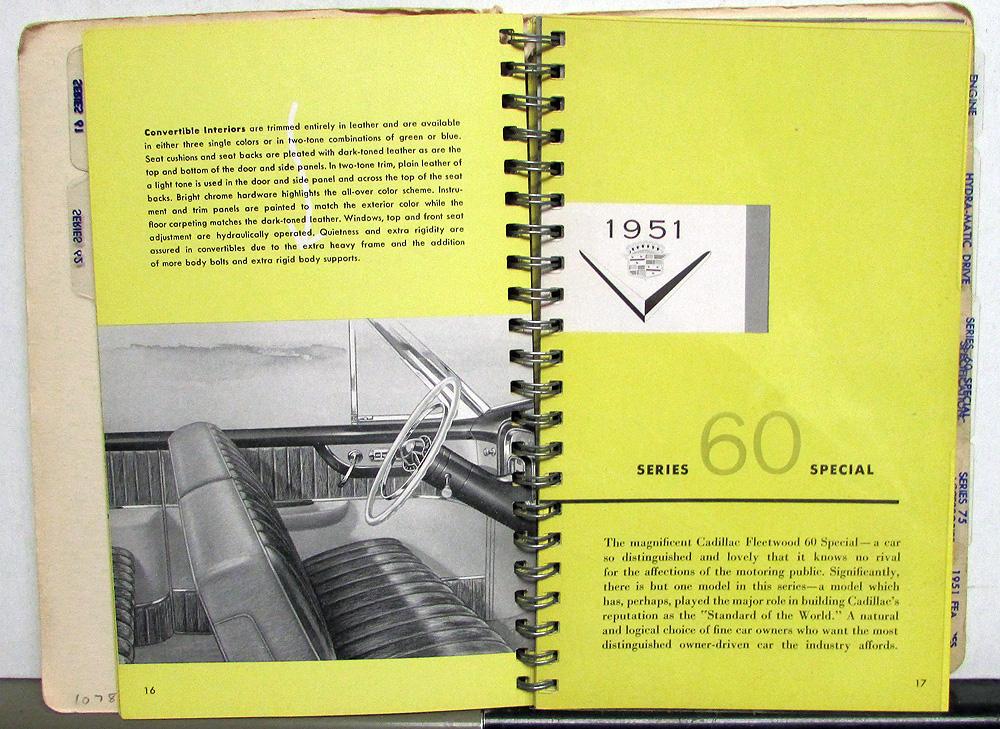 SERIES 61
SERIES 62
Convertible Interiors are trimmed entirely in leather and are available
in either three single colors or in two-tone combinations of green or blue.
Seat cushions and seat backs are pleated with dark-toned leather as are the
top and bottom of the door and side panels. In two-tone trim, plain leather of
a light tone is used in the door and side panel and across the top of the seat
backs. Bright chrome hardware highlights the all-over color scheme. Instru-
ment and trim panels are painted to match the exterior color while the
floor carpeting matches the dark-toned leather. Windows, top and front seat
adjustment are hydraulically operated. Quietness and extra rigidity are
assured in convertibles due to the extra heavy frame and the addition
of more body bolts and extra rigid body supports.
1078
16
1951
SERIES 60 SPECIAL
The magnificent Cadillac Fleetwood 60 Special—a car
so distinguished and lovely that it knows no rival
for the affections of the motoring public. Significantly,
there is but one model in this series—a model which
has, perhaps, played the major role in building Cadillac's
reputation as the "Standard of the World." A natural
and logical choice of fine car owners who want the most
distinguished owner-driven car the industry affords.
17
ENGINE
HYDRA-MATIC DRIVE
SERIES 60 SPECIAL
SERIES 75
1951